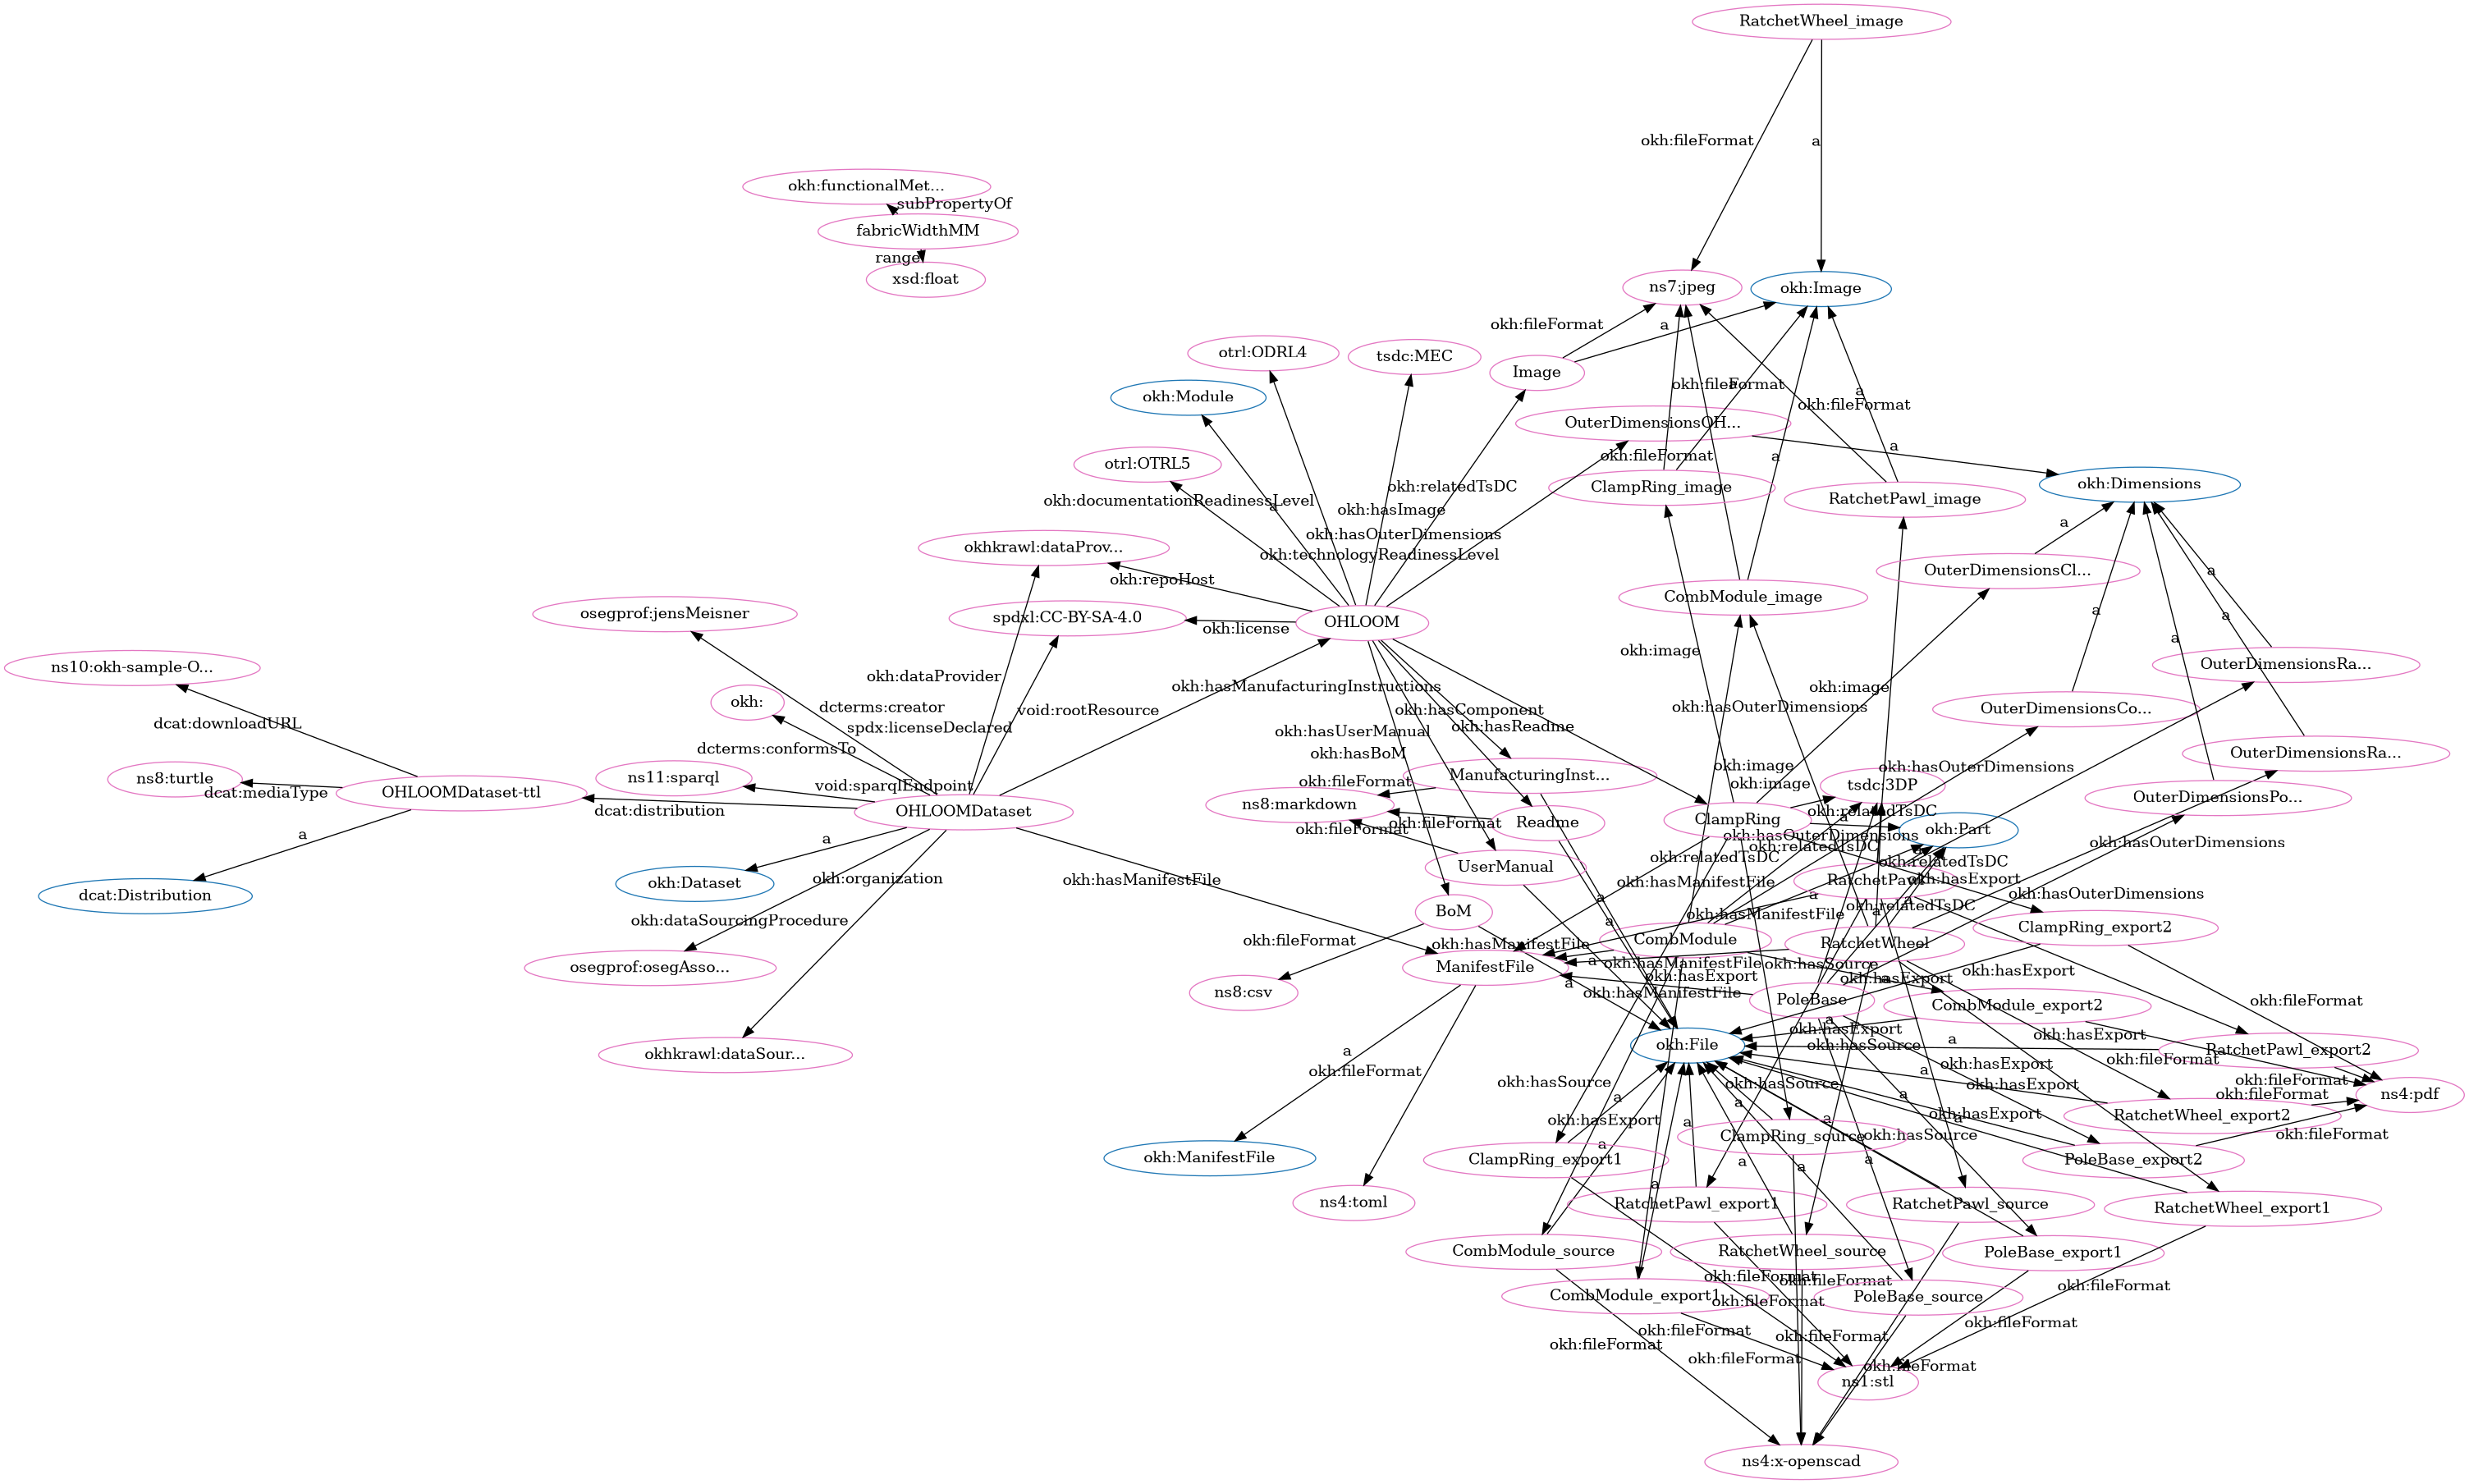 RatchetWheel_image
okh:fileFormat
a
okh:functionalMet...
subPropertyOf
fabricWidthMM
range
xsd:float
ns7:jpeg
okh:Image
okh:fileFormat
a
otrl:ODRL4
tsdc:MEC
Image
okh:Module
okh:fileFormat
a
a
okh:fileFormat
OuterDimensionsOH...
a
okh:fileFormat
a
otrl:OTRL5
okh:Dimensions
okh:relatedTsDC
ClampRing_image
RatchetPawl_image
okh:documentationReadinessLevel
a
okh:hasImage
a
okh:hasOuterDimensions
okhkrawl:dataProv...
okh:technologyReadinessLevel
OuterDimensionsCl...
a
okh:repoHost
CombModule_image
osegprof:jensMeisner
spdxl:CC-BY-SA-4.0
okh:license
OHLOOM
a
a
a
okh:image
ns10:okh-sample-O...
okh:dataProvider
OuterDimensionsRa...
okh:hasManufacturingInstructions
okh:image
okh:
dcterms:creator
void:rootResource
okh:hasComponent
okh:hasOuterDimensions
OuterDimensionsCo...
dcat:downloadURL
spdx:licenseDeclared
okh:hasUserManual
okh:hasReadme
dcterms:conformsTo
okh:hasBoM
OuterDimensionsRa...
okh:image
okh:hasOuterDimensions
ns8:turtle
ns11:sparql
void:sparqlEndpoint
okh:fileFormat
ManufacturingInst...
okh:image
tsdc:3DP
dcat:mediaType
OHLOOMDataset-ttl
OuterDimensionsPo...
ns8:markdown
dcat:distribution
OHLOOMDataset
okh:fileFormat
okh:fileFormat
Readme
ClampRing
okh:relatedTsDC
a
okh:Part
a
a
okh:hasOuterDimensions
okh:relatedTsDC
okh:hasOuterDimensions
okh:relatedTsDC
okh:relatedTsDC
UserManual
okh:hasManifestFile
okh:hasManifestFile
RatchetPawl
okh:hasExport
okh:Dataset
okh:organization
dcat:Distribution
a
a
a
okh:hasOuterDimensions
okh:relatedTsDC
BoM
okh:hasManifestFile
a
a
okh:dataSourcingProcedure
ClampRing_export2
okh:fileFormat
okh:hasManifestFile
CombModule
RatchetWheel
a
osegprof:osegAsso...
ManifestFile
okh:hasManifestFile
okh:hasSource
okh:hasExport
okh:hasExport
okh:hasExport
a
a
ns8:csv
okh:hasManifestFile
PoleBase
CombModule_export2
okh:fileFormat
a
okh:hasExport
okh:hasExport
okhkrawl:dataSour...
a
okh:File
okh:hasSource
a
RatchetPawl_export2
okh:fileFormat
okh:fileFormat
okh:hasSource
okh:hasSource
okh:hasExport
a
okh:hasExport
okh:fileFormat
okh:fileFormat
ns4:pdf
a
a
a
okh:hasExport
okh:hasExport
a
a
RatchetWheel_export2
a
a
ClampRing_source
okh:hasSource
okh:fileFormat
okh:ManifestFile
ClampRing_export1
a
a
a
PoleBase_export2
a
ns4:toml
RatchetPawl_export1
RatchetPawl_source
RatchetWheel_export1
CombModule_source
RatchetWheel_source
PoleBase_export1
okh:fileFormat
okh:fileFormat
okh:fileFormat
CombModule_export1
okh:fileFormat
PoleBase_source
okh:fileFormat
okh:fileFormat
okh:fileFormat
okh:fileFormat
okh:fileFormat
okh:fileFormat
ns1:stl
ns4:x-openscad